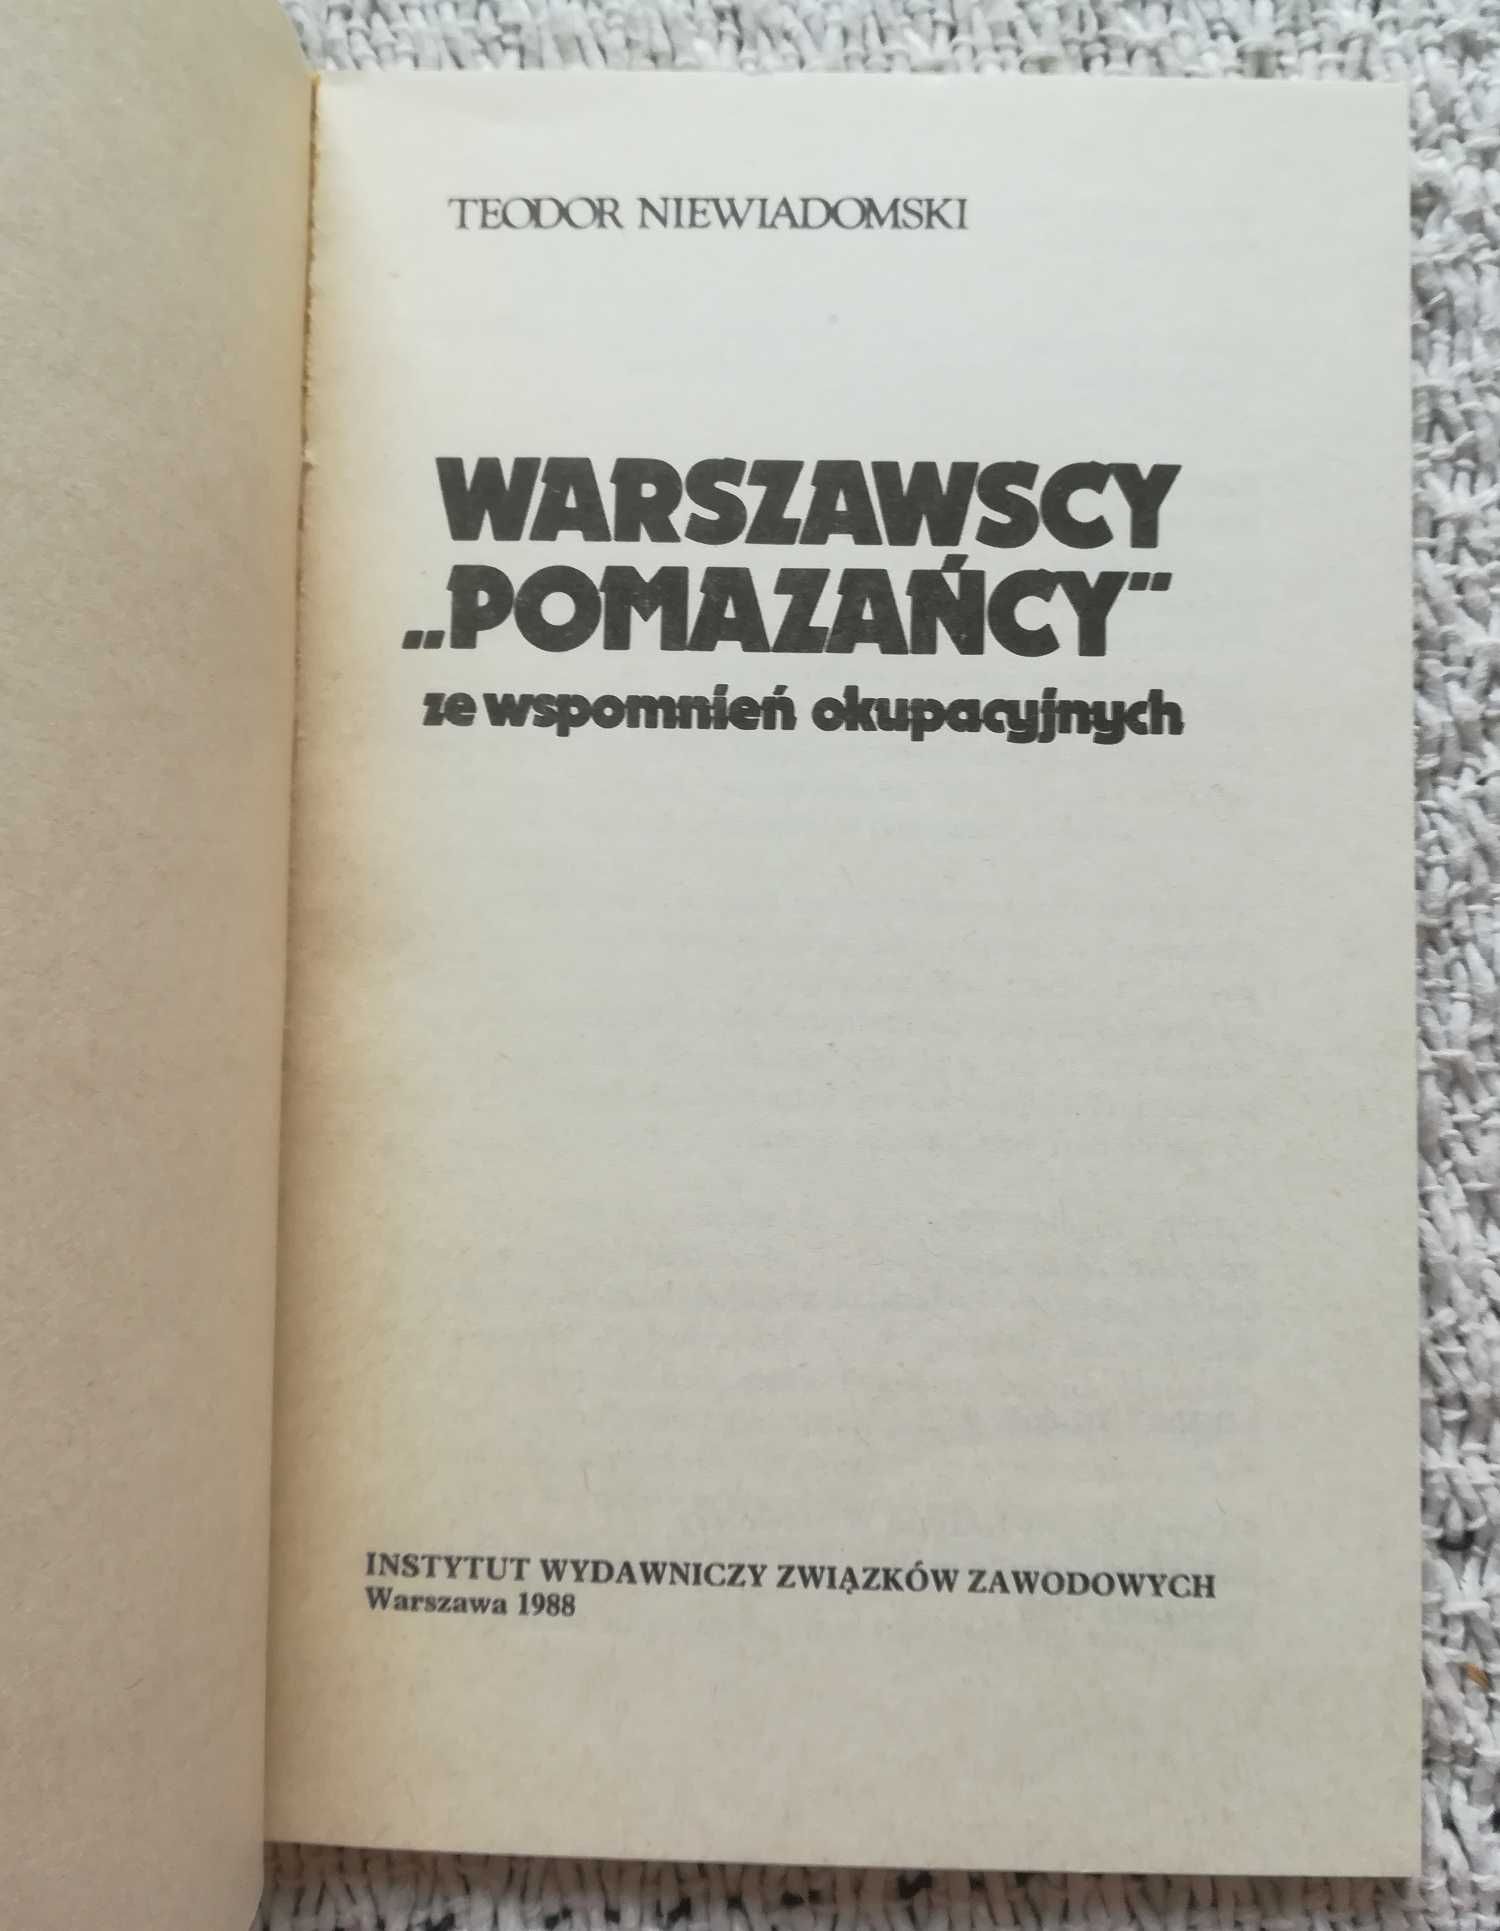 TEODOR NIEWIADOMSKI
WARSZAWSCY
„POMAZAŃCY”
ze wspomnień okupacyjnych
INSTYTUT WYDAWNICZY ZWIĄZKÓW ZAWODOWYCH
Warszawa 1988